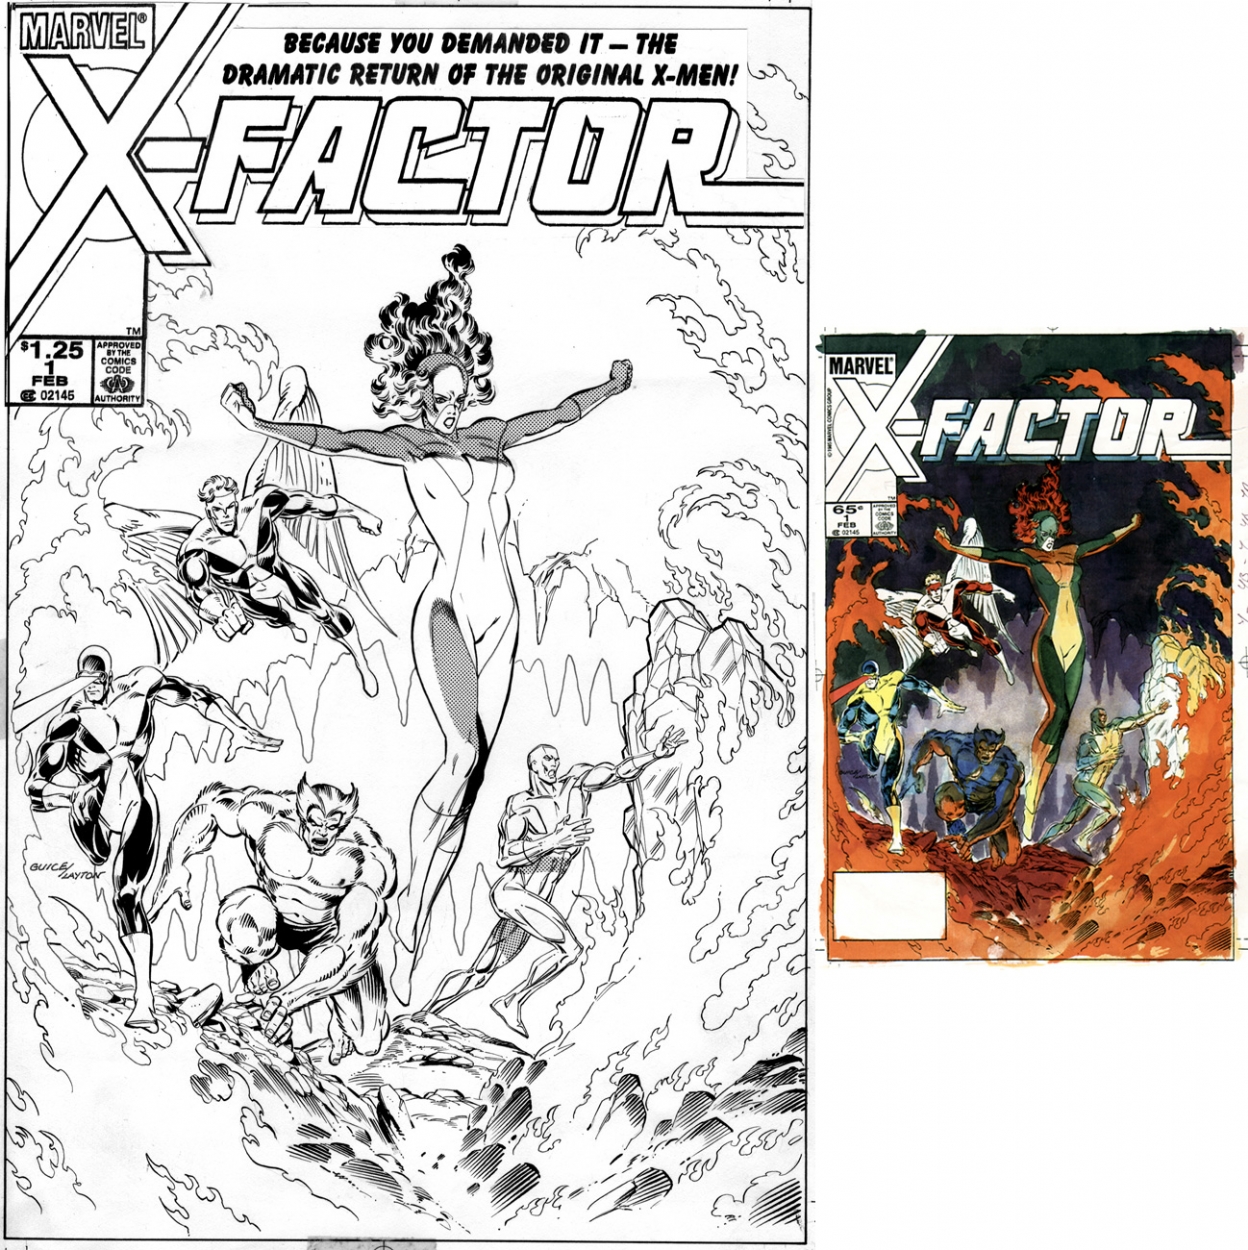 MARVEL®
BECAUSE YOU DEMANDED IT — THE
DRAMATIC RETURN OF THE ORIGINAL X-MEN!
X-FACTOR
TM
$1.25
1
FEB
02145
APPROVED
BY THE
COMICS
CODE
AUTHORITY
GUICE/
LAYTON
MARVEL®
X-FACTOR
TM
65¢
1
FEB
02145
APPROVED
BY THE
COMICS
CODE
AUTHORITY